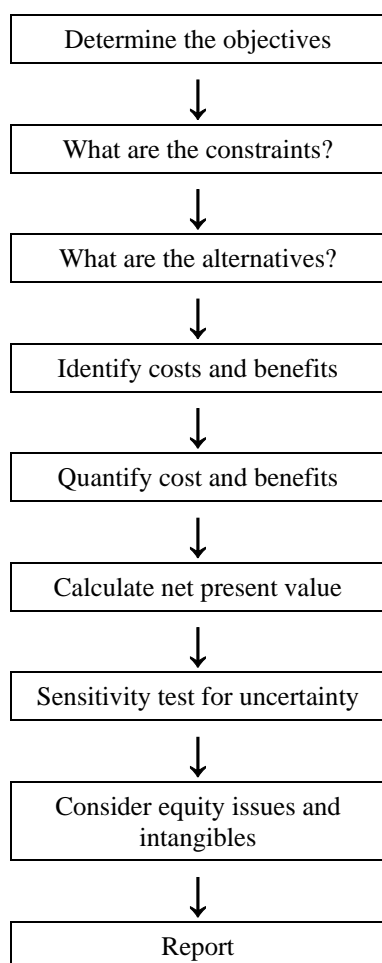 Determine the objectives
What are the constraints?
What are the alternatives?
Identify costs and benefits
Quantify cost and benefits
Calculate net present value
Sensitivity test for uncertainty
Consider equity issues and
intangibles
Report